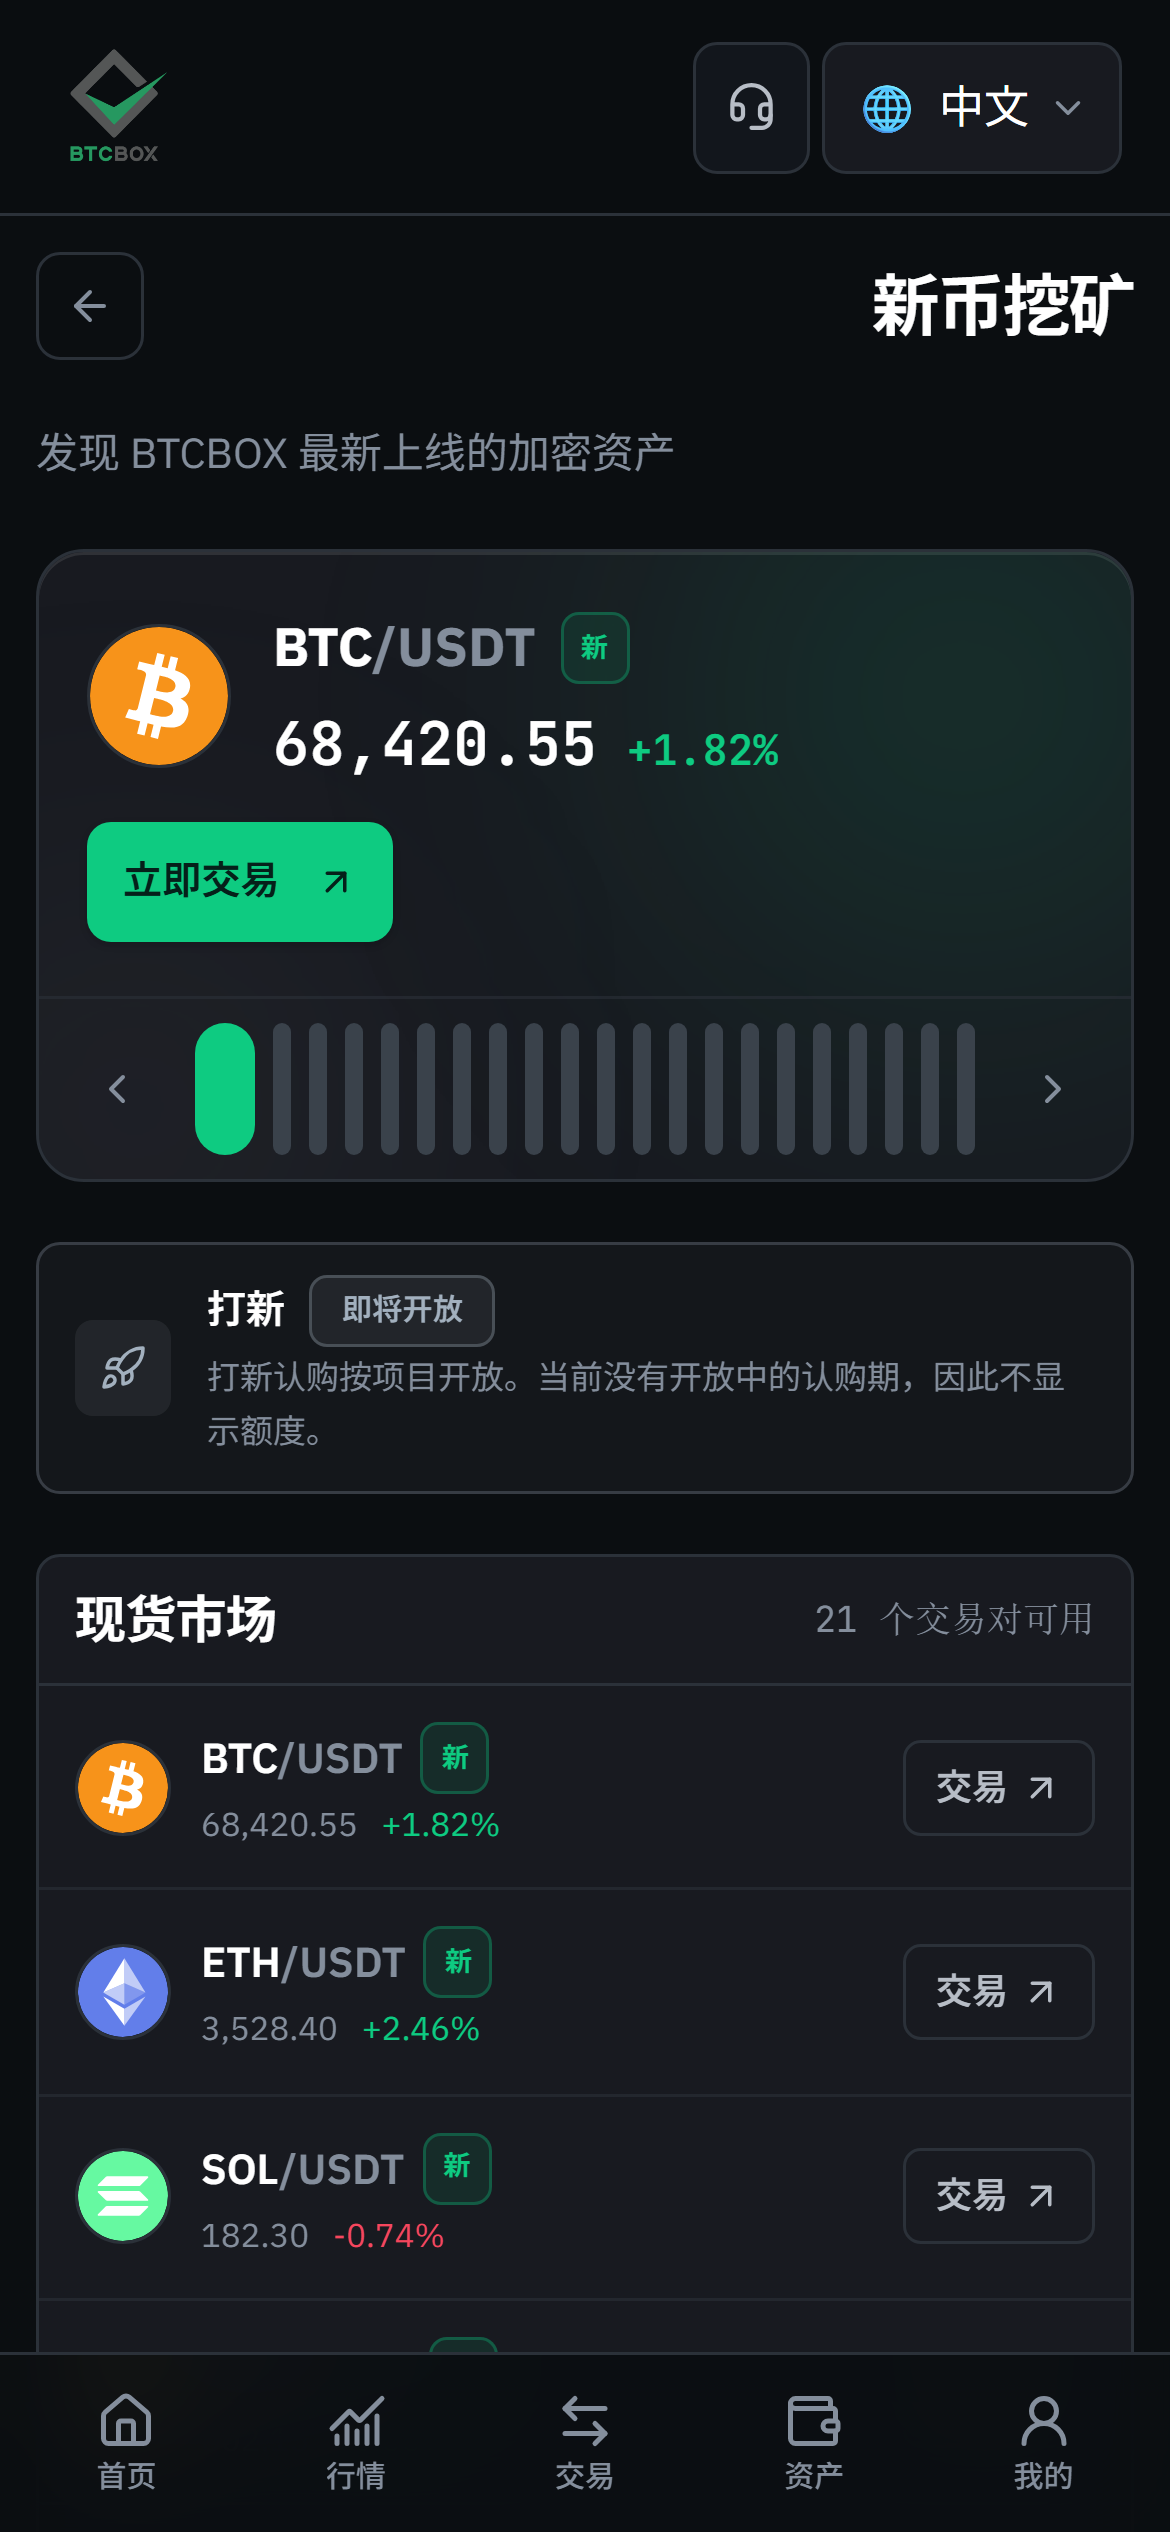 BTCBOX
中文
新币挖矿
发现 BTCBOX 最新上线的加密资产
BTC/USDT 新
68,420.55 +1.82%
立即交易
打新 即将开放
打新认购按项目开放。当前没有开放中的认购期，因此不显
示额度。
现货市场 21 个交易对可用
BTC/USDT 新
68,420.55 +1.82%
交易
ETH/USDT 新
3,528.40 +2.46%
交易
SOL/USDT 新
182.30 -0.74%
交易
首页 行情 交易 资产 我的